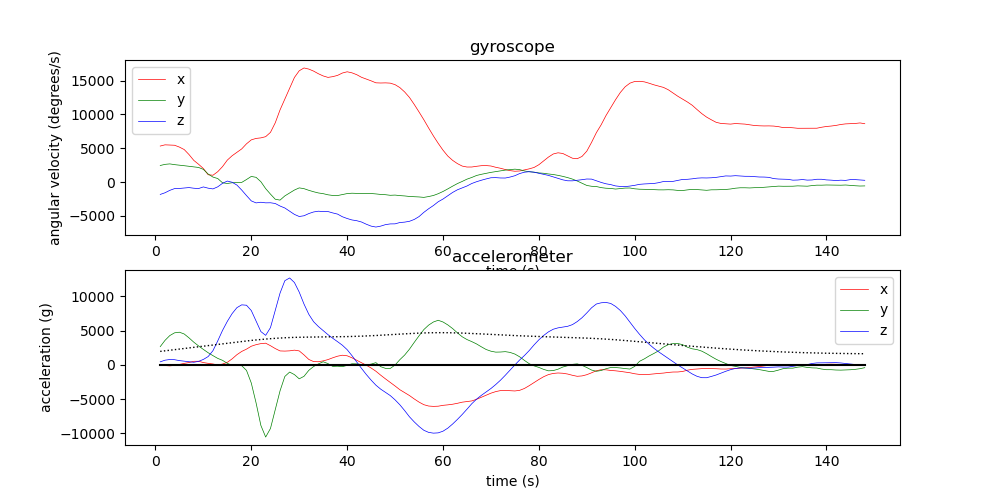 gyroscope
angular velocity (degrees/s)
15000
10000
5000
0
−5000
x
y
z
0 20 40 60 80 100 120 140
time (s)
accelerometer
acceleration (g)
10000
5000
0
−5000
−10000
x
y
z
0 20 40 60 80 100 120 140
time (s)